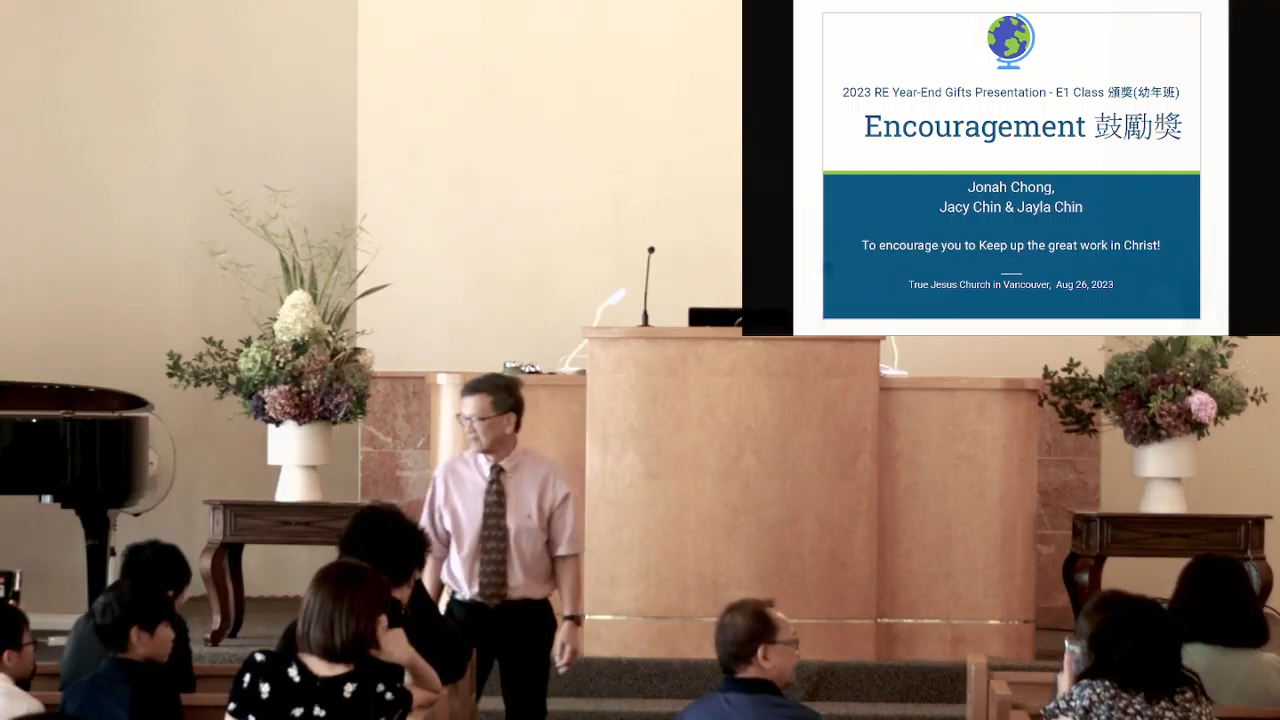 2023 RE Year-End Gifts Presentation - E1 Class 頒獎(幼年班)
Encouragement 鼓勵獎
Jonah Chong,
Jacy Chin & Jayla Chin
To encourage you to Keep up the great work in Christ!
True Jesus Church in Vancouver, Aug 26, 2023